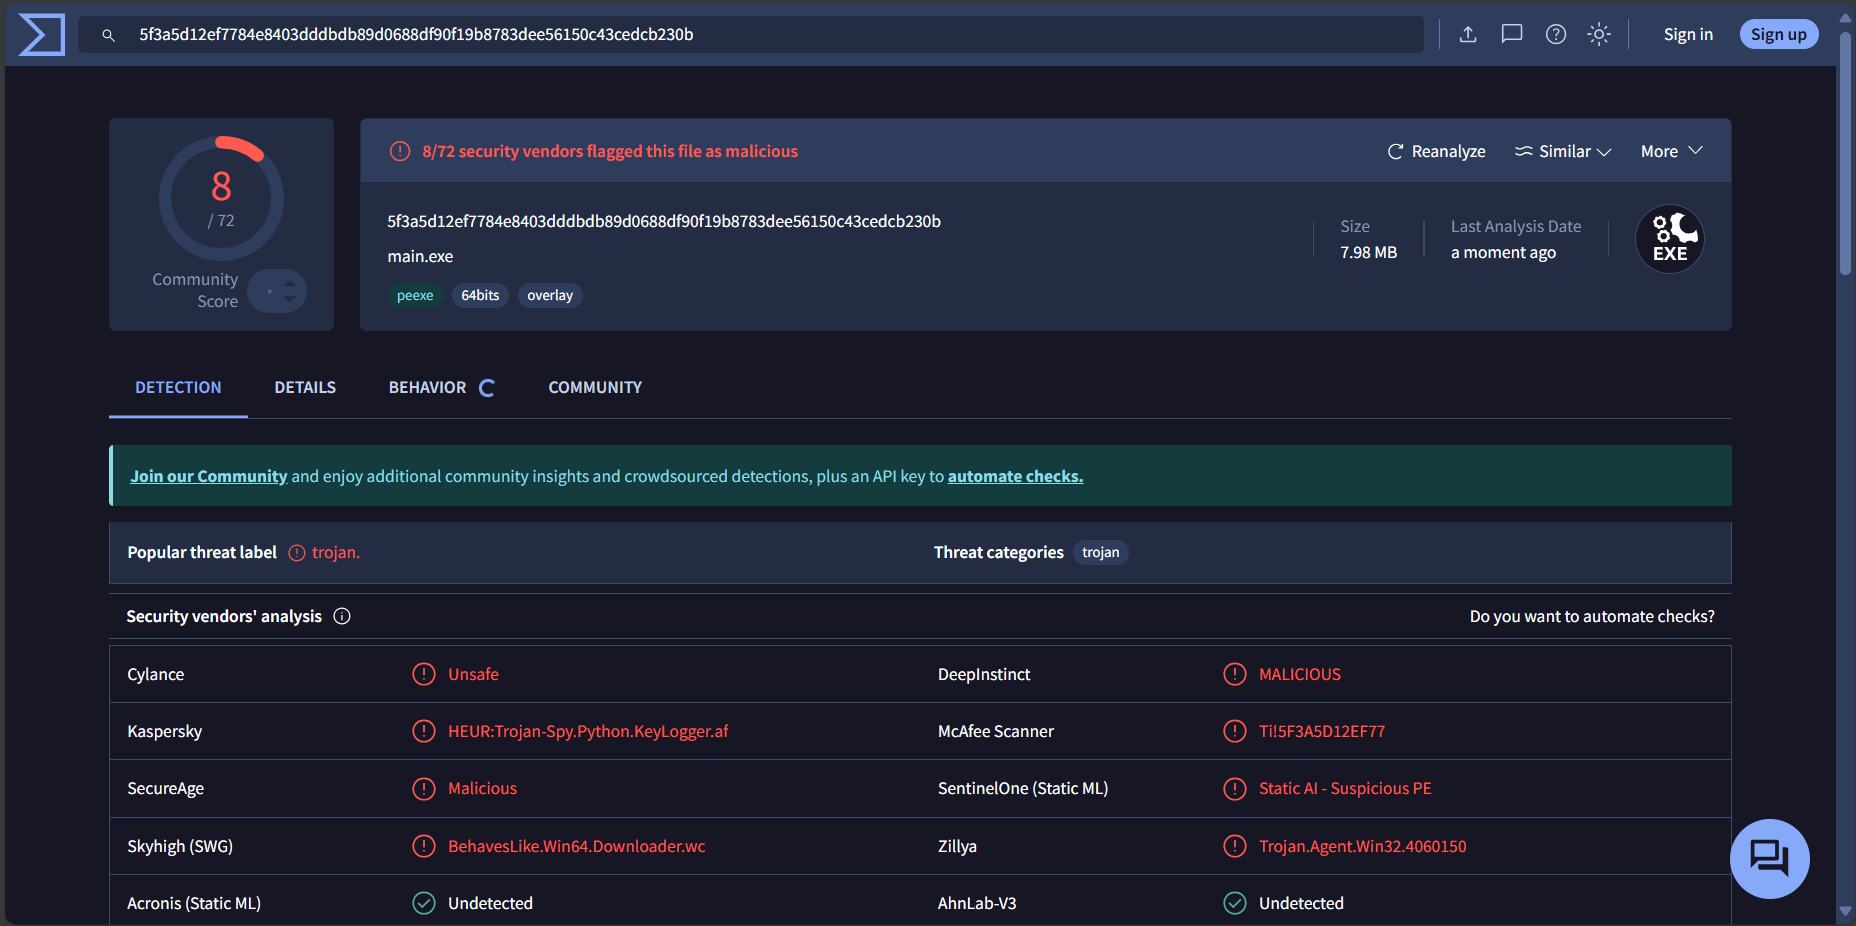 5f3a5d12ef7784e8403dddbdb89d0688df90f19b8783dee56150c43cedcb230b
Sign in
Sign up
8
/ 72
Community
Score
8/72 security vendors flagged this file as malicious
Reanalyze
Similar
More
5f3a5d12ef7784e8403dddbdb89d0688df90f19b8783dee56150c43cedcb230b
main.exe
peexe
64bits
overlay
Size
7.98 MB
Last Analysis Date
a moment ago
EXE
DETECTION
DETAILS
BEHAVIOR
COMMUNITY
Join our Community and enjoy additional community insights and crowdsourced detections, plus an API key to automate checks.
Popular threat label
trojan.
Threat categories
trojan
Security vendors' analysis
Do you want to automate checks?
Cylance
Unsafe
DeepInstinct
MALICIOUS
Kaspersky
HEUR:Trojan-Spy.Python.KeyLogger.af
McAfee Scanner
Ti!5F3A5D12EF77
SecureAge
Malicious
SentinelOne (Static ML)
Static AI - Suspicious PE
Skyhigh (SWG)
BehavesLike.Win64.Downloader.wc
Zillya
Trojan.Agent.Win32.4060150
Acronis (Static ML)
Undetected
AhnLab-V3
Undetected